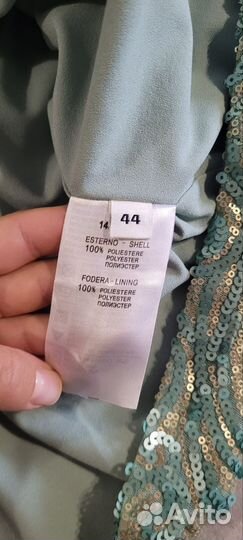 14
44
ESTERNO - SHELL
100% POLIESTERE
POLYESTER
ПОЛИЭСТЕР
FODERA - LINING
100% POLIESTERE
POLYESTER
ПОЛИЭСТЕР
Avito